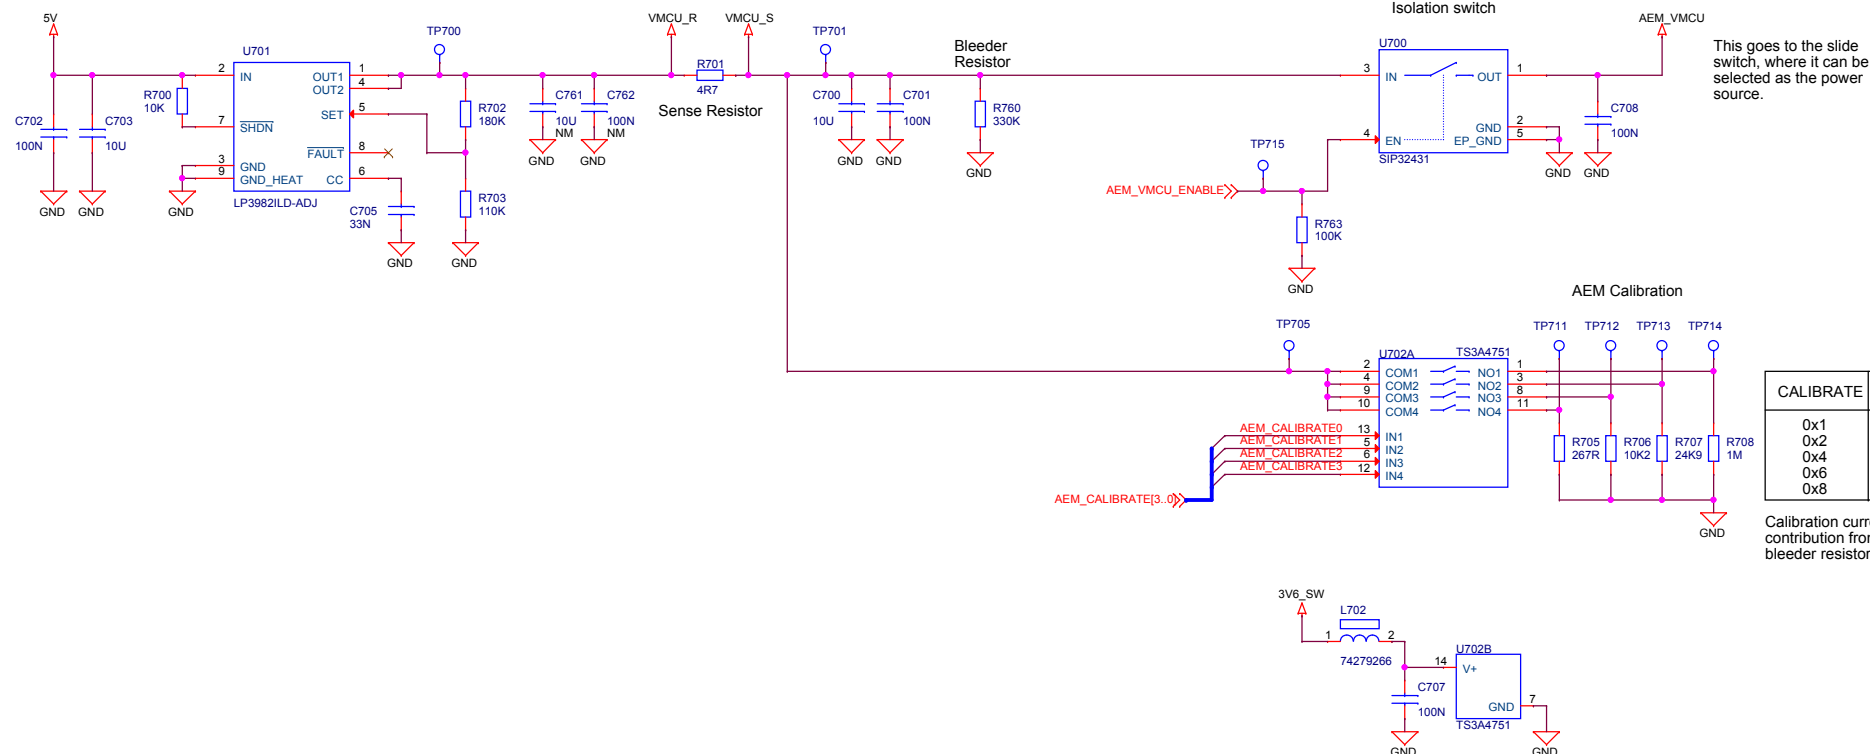 5V
U701
2
IN
OUT1
1
OUT2
4
SET
5
7
SHDN
FAULT
8
3
GND
9
GND_HEAT
CC
6
LP3982ILD-ADJ
R700
10K
C702
100N
C703
10U
GND
GND
GND
C705
33N
GND
TP700
R702
180K
R703
110K
GND
C761
10U
NM
GND
C762
100N
NM
GND
VMCU_R
VMCU_S
R701
4R7
Sense Resistor
TP701
C700
10U
GND
C701
100N
GND
Bleeder
Resistor
R760
330K
GND
Isolation switch
U700
3
IN
OUT
1
GND
2
4
EN
EP_GND
5
SIP32431
GND
GND
C708
100N
AEM_VMCU
This goes to the slide
switch, where it can be
selected as the power
source.
TP715
AEM_VMCU_ENABLE
R763
100K
GND
AEM Calibration
TP705
TP711
TP712
TP713
TP714
U702A
TS3A4751
2
COM1
NO1
1
4
COM2
NO2
3
9
COM3
NO3
8
10
COM4
NO4
11
AEM_CALIBRATE0
13
IN1
AEM_CALIBRATE1
5
IN2
AEM_CALIBRATE2
6
IN3
AEM_CALIBRATE3
12
IN4
AEM_CALIBRATE[3..0]
R705
267R
R706
10K2
R707
24K9
R708
1M
GND
CALIBRATE
0x1
0x2
0x4
0x6
0x8
Calibration curre
contribution from
bleeder resistor
3V6_SW
L702
1
2
74279266
U702B
14
V+
GND
7
TS3A4751
C707
100N
GND
GND